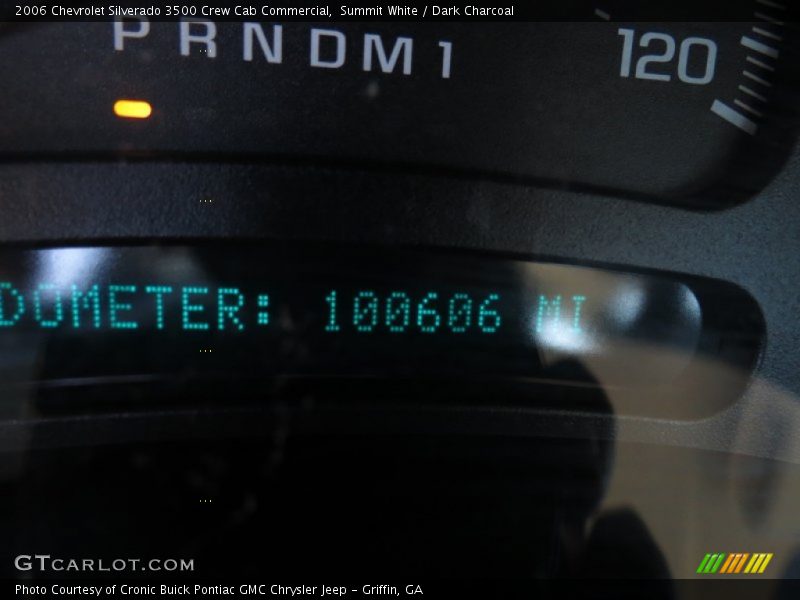 2006 Chevrolet Silverado 3500 Crew Cab Commercial, Summit White / Dark Charcoal
P R N D M 1
120
DOMETER: 100606 MI
GTCARLOT.COM
Photo Courtesy of Cronic Buick Pontiac GMC Chrysler Jeep - Griffin, GA